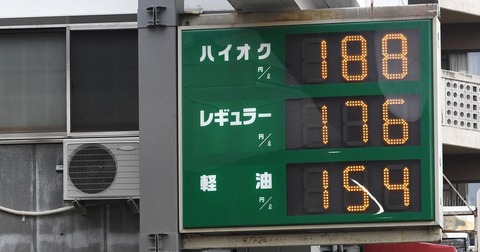 ハイオク 円/ℓ 188
レギュラー 円/ℓ 176
軽油 円/ℓ 154